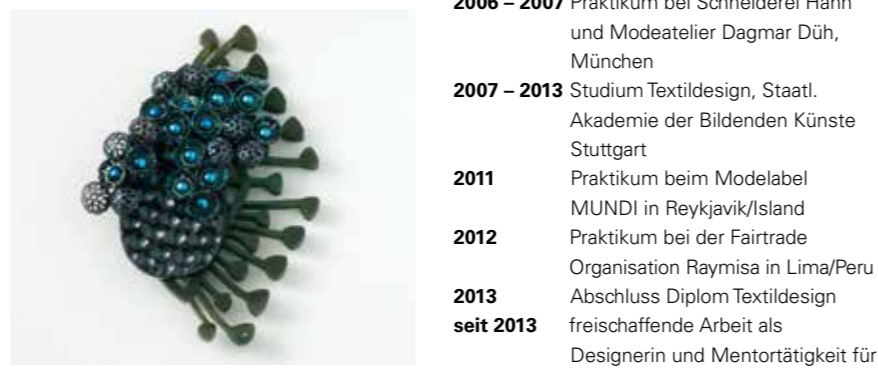 2006 – 2007 Praktikum bei Schneiderei Hann
und Modeatelier Dagmar Düh,
München
2007 – 2013 Studium Textildesign, Staatl.
Akademie der Bildenden Künste
Stuttgart
2011 Praktikum beim Modelabel
MUNDI in Reykjavik/Island
2012 Praktikum bei der Fairtrade
Organisation Raymisa in Lima/Peru
2013 Abschluss Diplom Textildesign
seit 2013 freischaffende Arbeit als
Designerin und Mentortätigkeit für